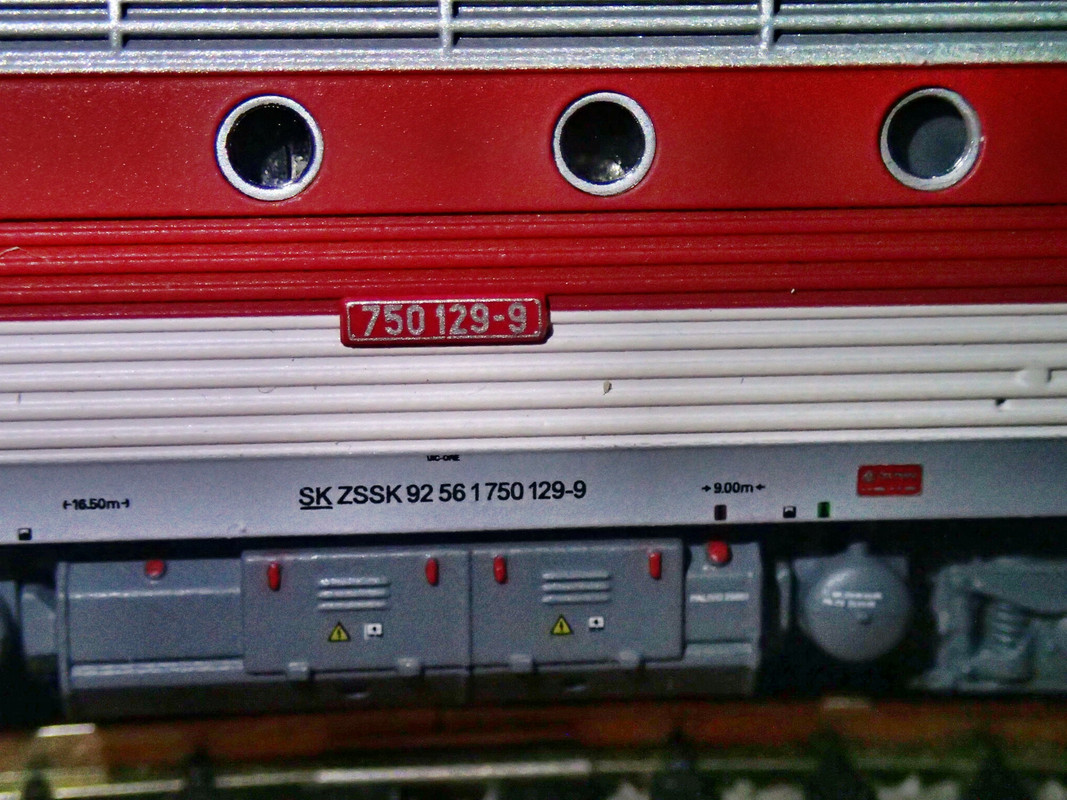 750 129-9
UIC-ORE
16.50m
SK ZSSK 92 56 1 750 129-9
9.00m